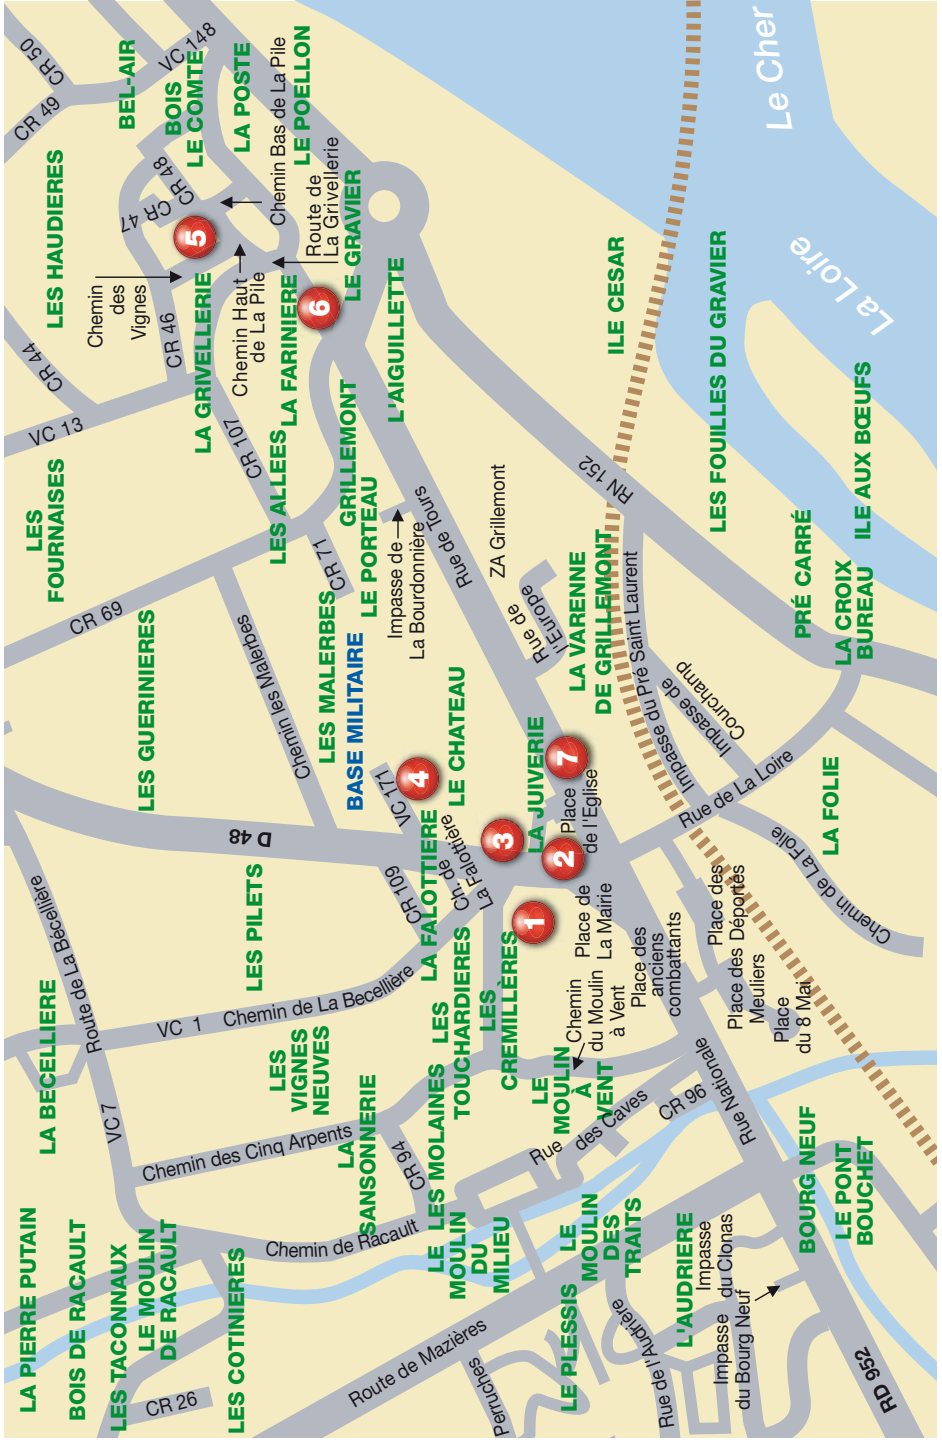 LA PIERRE PUTAIN
BOIS DE RACAULT
LES TACONNAUX
LE MOULIN
DE RACAULT
CR 26
LES COTINIERES
LA BECELLIERE
VC 7
Route de La Bécellière
VC 1
Chemin de La Becellière
Chemin des Cinq Arpents
Chemin de Racault
LES
VIGNES
NEUVES
LA
SANSONNERIE
CR 94
LES PILETS
LES GUERINIERES
D 48
LES
FOURNAISES
CR 69
Chemin les Malerbes
VC 13
CR 44
LES HAUDIERES
CR 49
CR 50
BEL-AIR
VC 148
BOIS
LE COMTE
LA POSTE
LE POELLON
CR 47
CR 48
Chemin
des
Vignes
CR 46
5
LA GRIVELLERIE
Chemin Haut
de La Pile
Chemin Bas de La Pile
Route de
La Grivellerie
LE GRAVIER
LA FARINIERE
6
CR 107
LES ALLEES
GRILLEMONT
LE PORTEAU
CR 71
L'AIGUILLETTE
LES MALERBES
BASE MILITAIRE
Impasse de
La Bourdonnière
Rue de Tours
ZA Grillemont
VC 171
4
LE CHATEAU
LA FALOTTIERE
CR 109
Ch. de
La Falottière
3
LA JUIVERIE
7
2
Place
de l'Eglise
1
Place de
La Mairie
Place des
anciens
combattants
LES
TOUCHARDIERES
LES
CREMILLÈRES
LES MOLAINES
LE
MOULIN
DU
MILIEU
LE
MOULIN
À
VENT
Chemin
du Moulin
à Vent
Rue
des Caves
CR 96
Rue Nationale
LE
MOULIN
DES
TRAITS
LE PLESSIS
Route de Mazières
Perruches
Rue de l'Audrière
L'AUDRIERE
Impasse
du Clonas
Impasse
du Bourg Neuf
RD 952
BOURG NEUF
LE PONT
BOUCHET
Place des
Déportés
Place des
Meuliers
Place
du 8 Mai
Rue de
l'Europe
LA VARENNE
DE GRILLEMONT
Impasse du Pré Saint Laurent
Impasse de
Courchamp
Rue de La Loire
Chemin de La Folie
LA FOLIE
RN 152
ILE CESAR
LES FOUILLES DU GRAVIER
PRÉ CARRÉ
LA CROIX
BUREAU
ILE AUX BŒUFS
La Loire
Le Cher